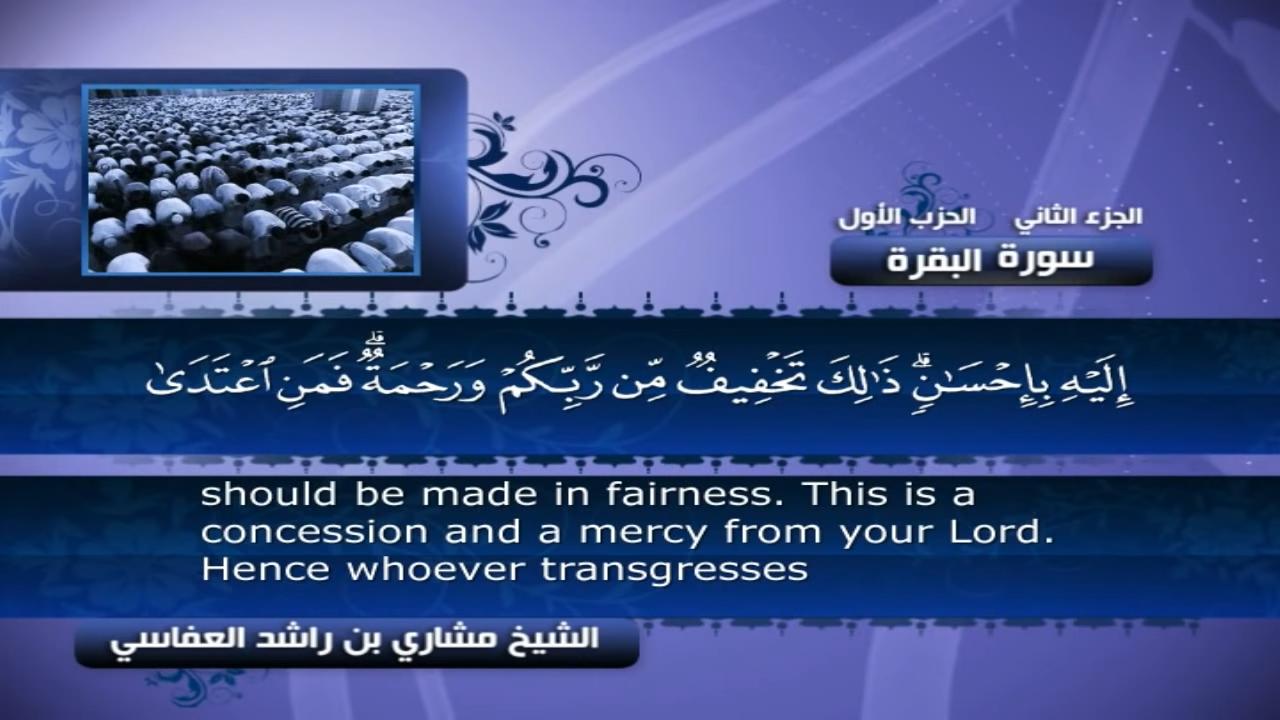 الجزء الثاني الحزب الأول
سورة البقرة
إِلَيْهِ بِإِحْسَـٰنٍۗ ذَٰلِكَ تَخْفِيفٌ مِّن رَّبِّكُمْ وَرَحْمَةٌۗ فَمَنِ ٱعْتَدَىٰ
should be made in fairness. This is a
concession and a mercy from your Lord.
Hence whoever transgresses
الشيخ مشاري بن راشد العفاسي